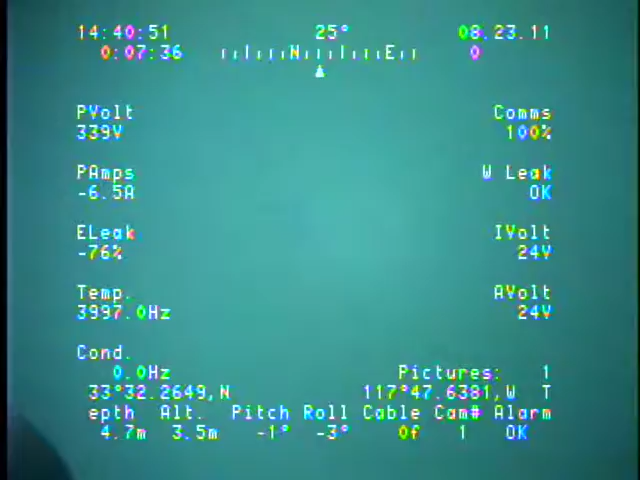 14:40:51 25° 08.23.11
0:07:36 N E 0
PVolt Comms
339V 100%
PAmps W Leak
-6.5A OK
ELeak IVolt
-76% 24V
Temp. AVolt
3997.0Hz 24V
Cond.
0.0Hz Pictures: 1
33°32.2649,N 117°47.6381,W T
epth Alt. Pitch Roll Cable Cam# Alarm
4.7m 3.5m -1° -3° 0f 1 OK